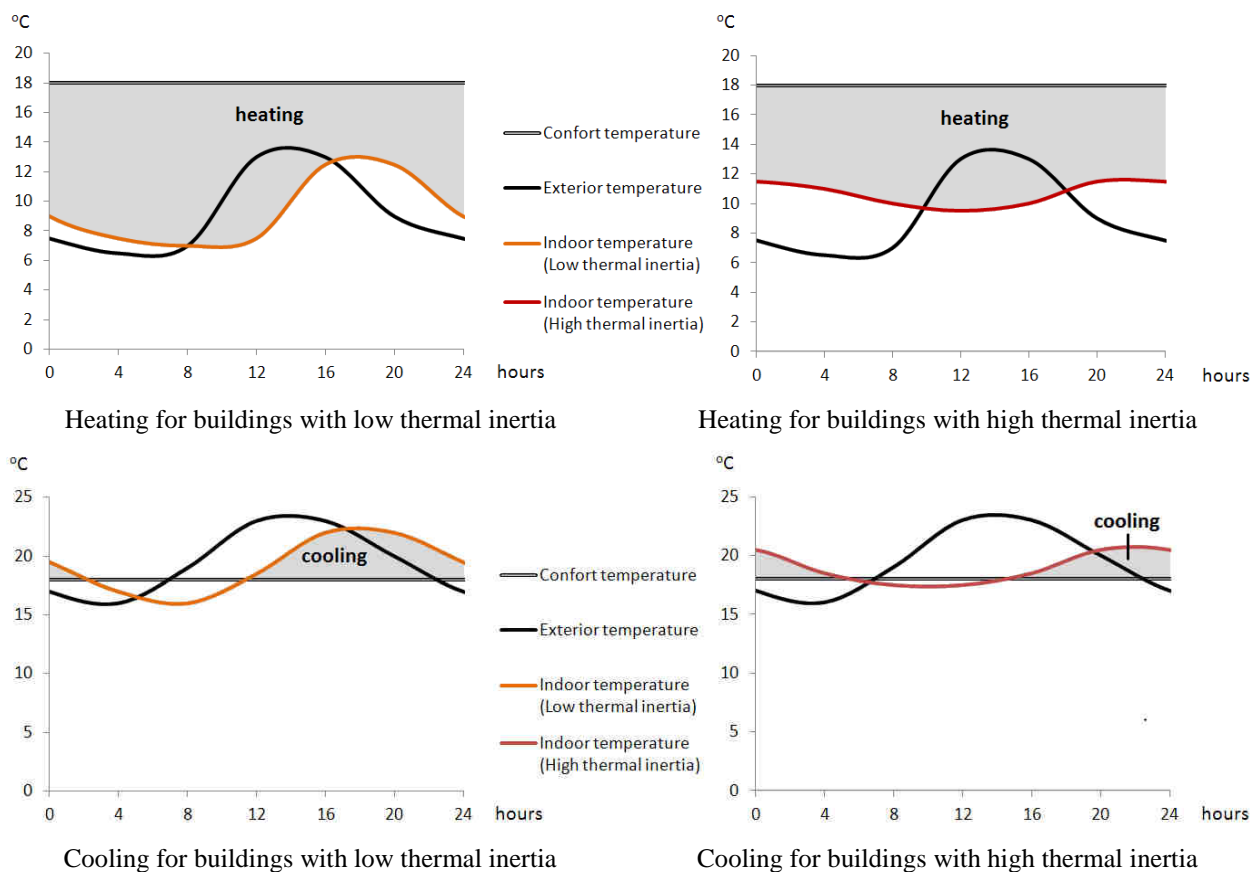 °C
20
18
16
14
12
10
8
6
4
2
0
heating
0 4 8 12 16 20 24 hours
Heating for buildings with low thermal inertia
Confort temperature
Exterior temperature
Indoor temperature
(Low thermal inertia)
Indoor temperature
(High thermal inertia)
°C
20
18
16
14
12
10
8
6
4
2
0
heating
0 4 8 12 16 20 24 hours
Heating for buildings with high thermal inertia
°C
25
20
15
10
5
0
cooling
0 4 8 12 16 20 24 hours
Cooling for buildings with low thermal inertia
Confort temperature
Exterior temperature
Indoor temperature
(Low thermal inertia)
Indoor temperature
(High thermal inertia)
°C
25
20
15
10
5
0
cooling
0 4 8 12 16 20 24 hours
Cooling for buildings with high thermal inertia